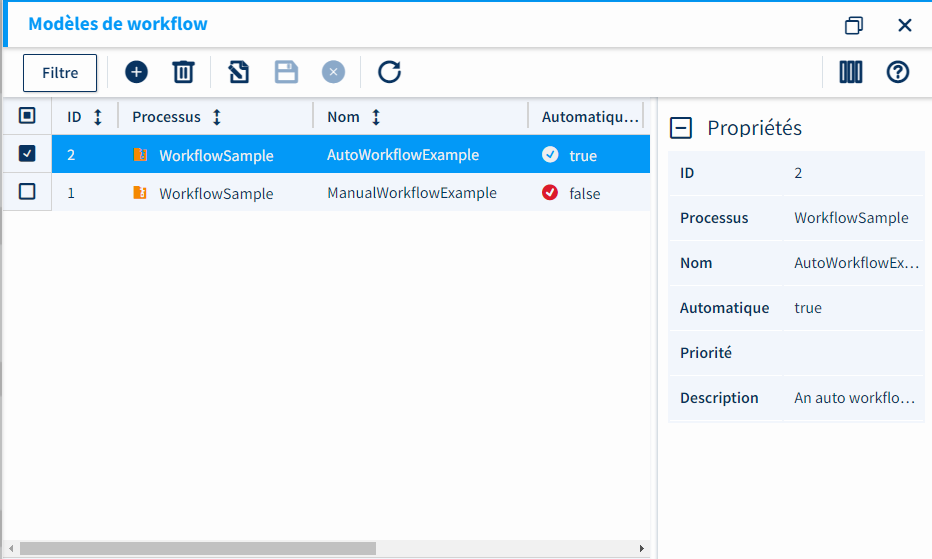 Modèles de workflow
Filtre
ID Processus Nom Automatiqu...
2 WorkflowSample AutoWorkflowExample true
1 WorkflowSample ManualWorkflowExample false
Propriétés
ID 2
Processus WorkflowSample
Nom AutoWorkflowEx...
Automatique true
Priorité
Description An auto workflo...